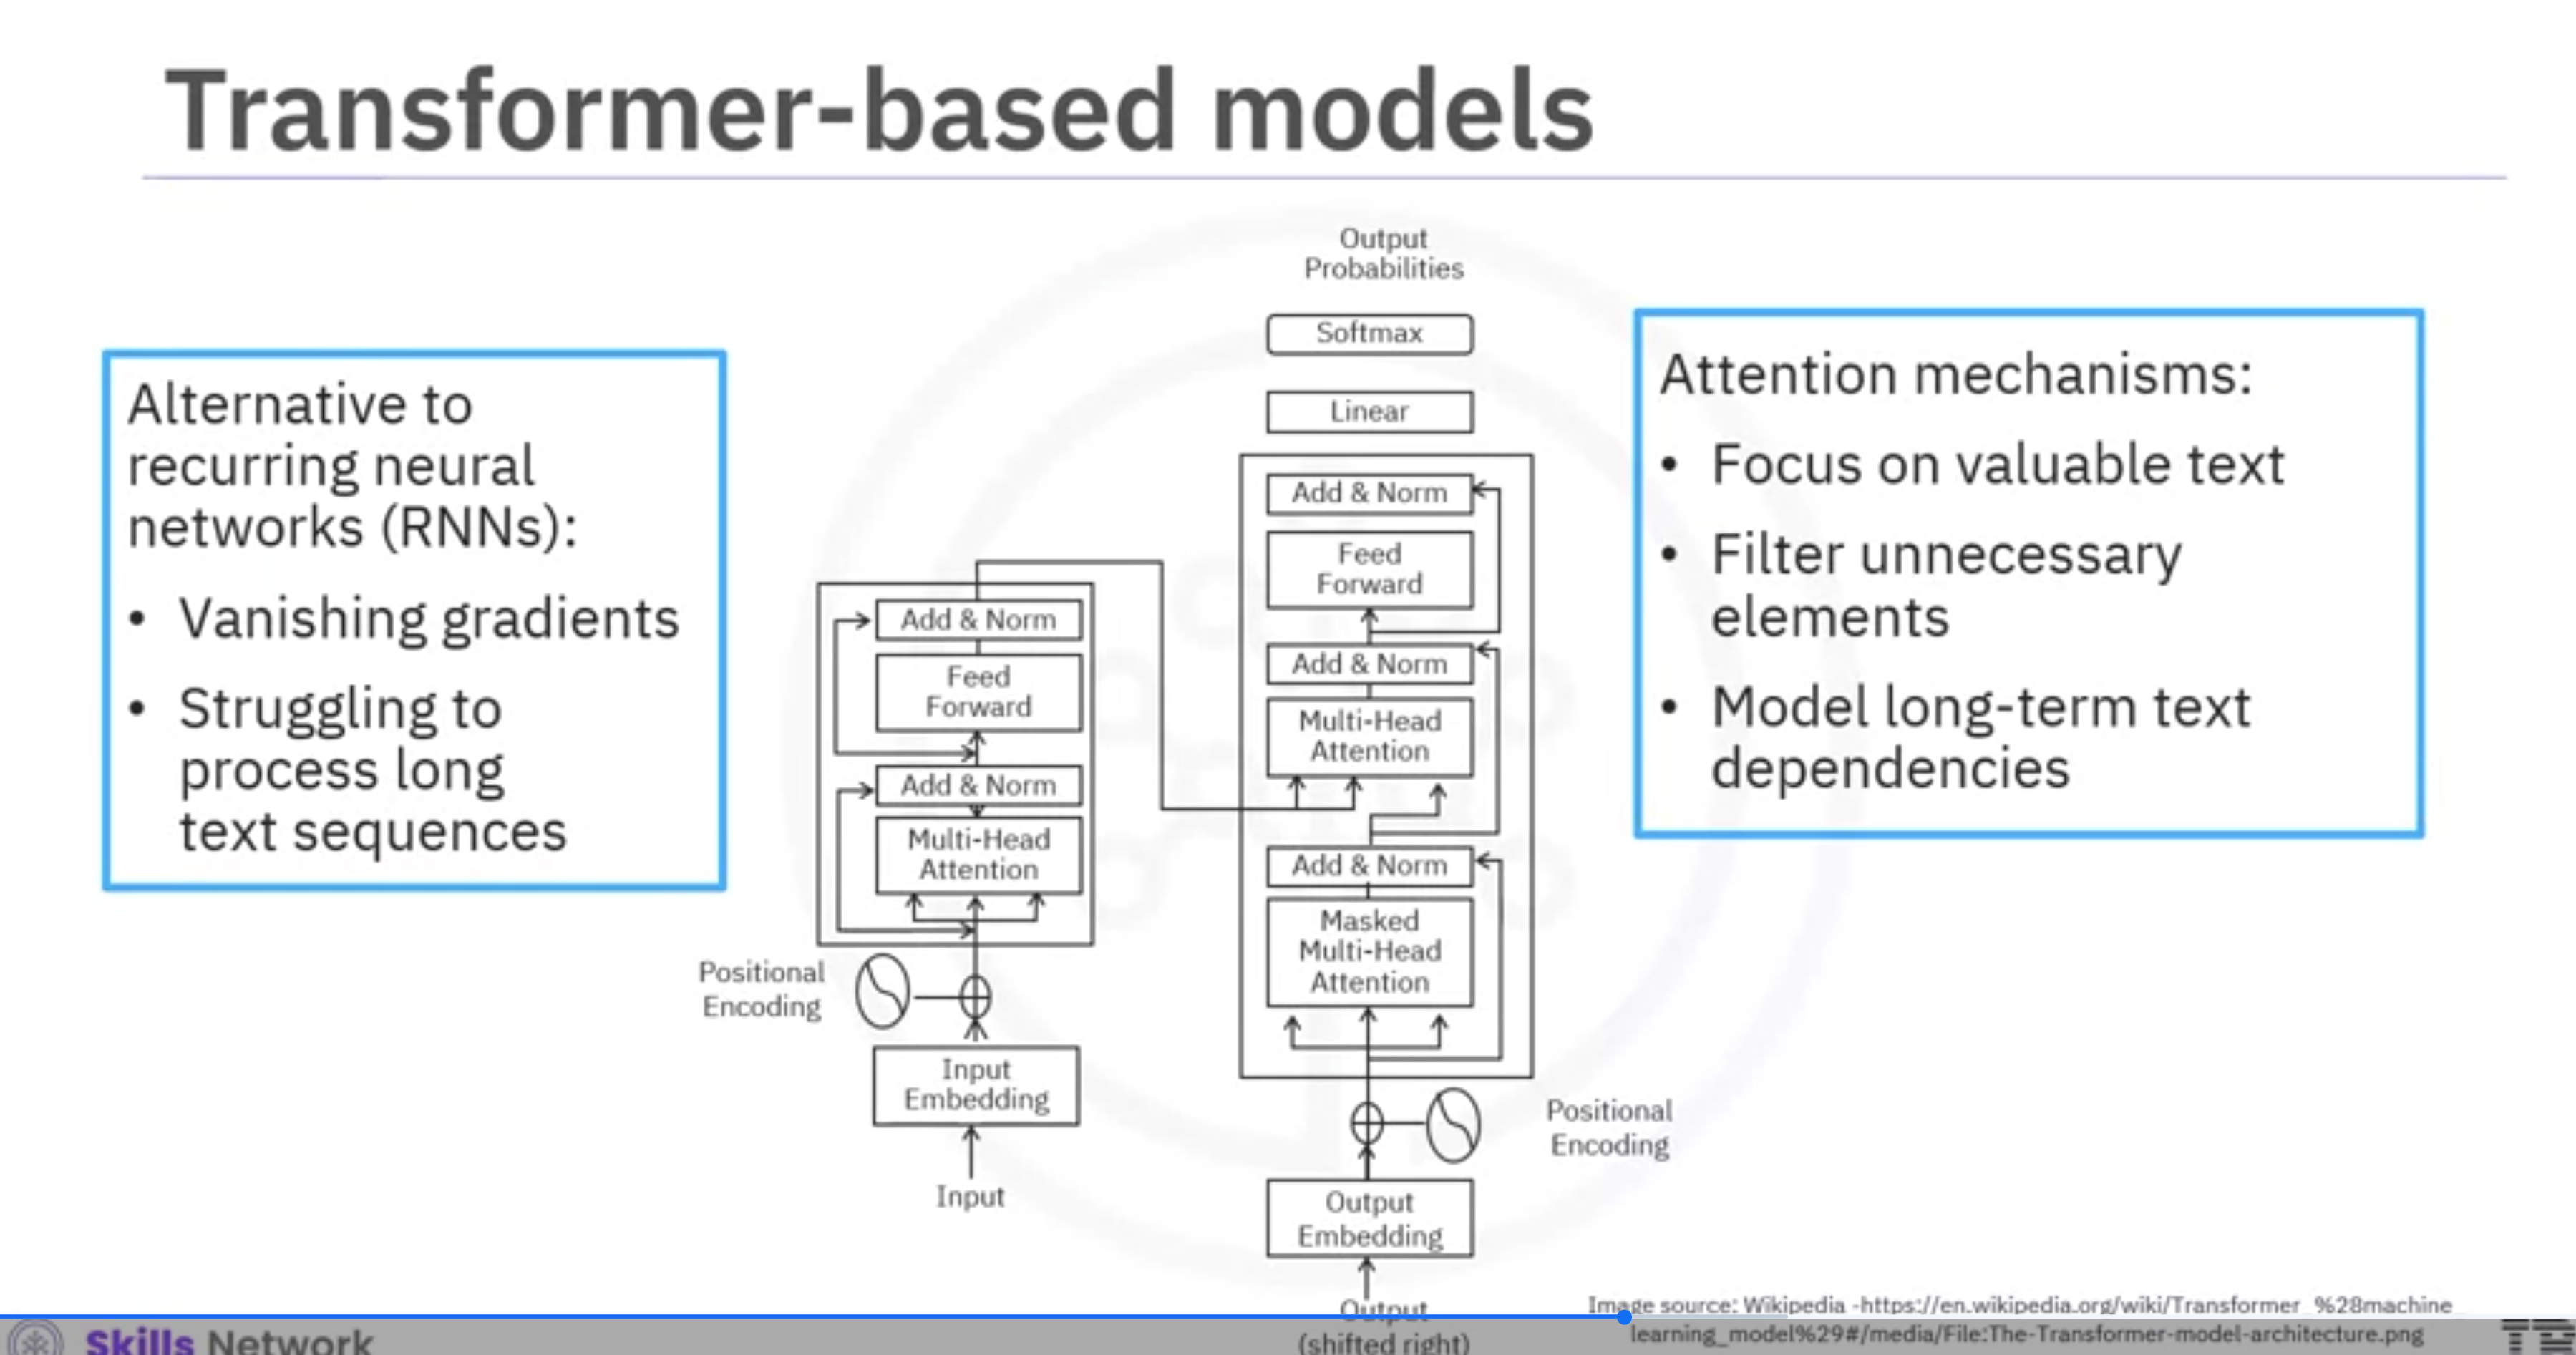 Transformer-based models
Alternative to
recurring neural
networks (RNNs):
• Vanishing gradients
• Struggling to
process long
text sequences
Add & Norm
Feed
Forward
Add & Norm
Multi-Head
Attention
Positional
Encoding
Input
Embedding
Input
Output
Probabilities
Softmax
Linear
Add & Norm
Feed
Forward
Add & Norm
Multi-Head
Attention
Add & Norm
Masked
Multi-Head
Attention
Positional
Encoding
Output
Embedding
Output
(shifted right)
Attention mechanisms:
• Focus on valuable text
• Filter unnecessary
elements
• Model long-term text
dependencies
Image source: Wikipedia -https://en.wikipedia.org/wiki/Transformer_%28machine_
learning_model%29#/media/File:The-Transformer-model-architecture.png
Skills Network